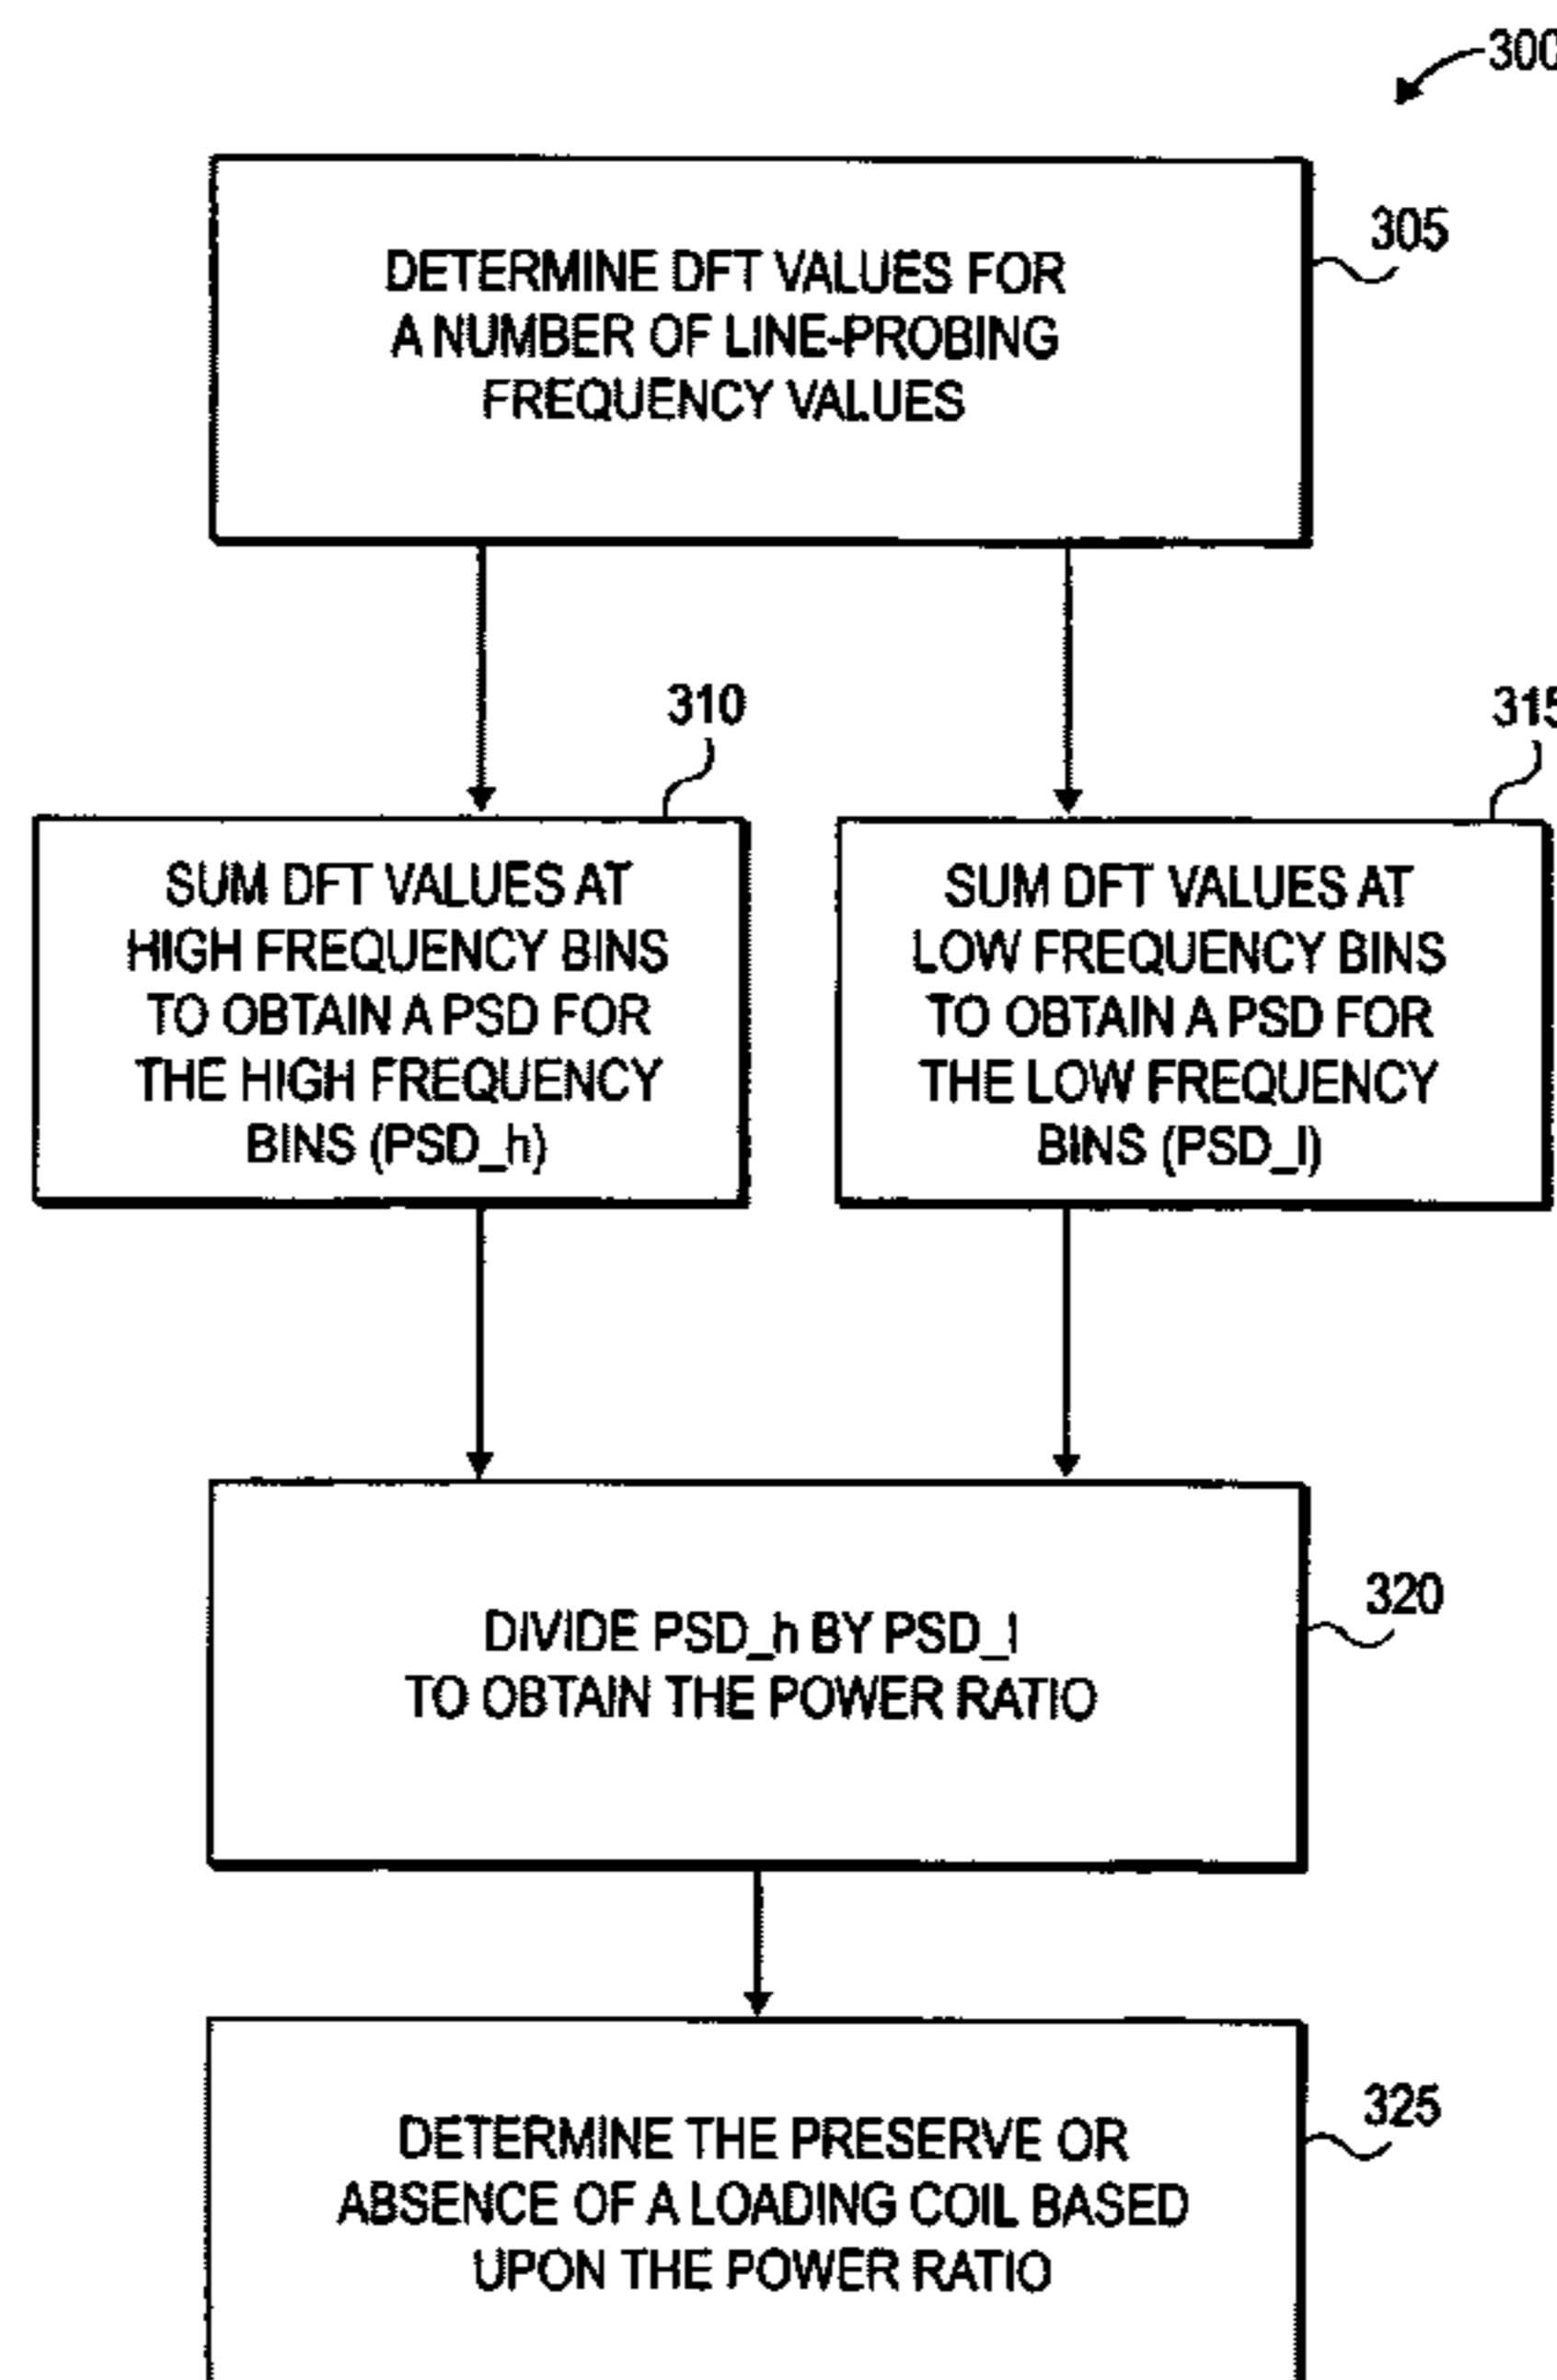 300
DETERMINE DFT VALUES FOR
A NUMBER OF LINE-PROBING
FREQUENCY VALUES
305
310
SUM DFT VALUES AT
HIGH FREQUENCY BINS
TO OBTAIN A PSD FOR
THE HIGH FREQUENCY
BINS (PSD_h)
315
SUM DFT VALUES AT
LOW FREQUENCY BINS
TO OBTAIN A PSD FOR
THE LOW FREQUENCY
BINS (PSD_l)
DIVIDE PSD_h BY PSD_l
TO OBTAIN THE POWER RATIO
320
DETERMINE THE PRESERVE OR
ABSENCE OF A LOADING COIL BASED
UPON THE POWER RATIO
325